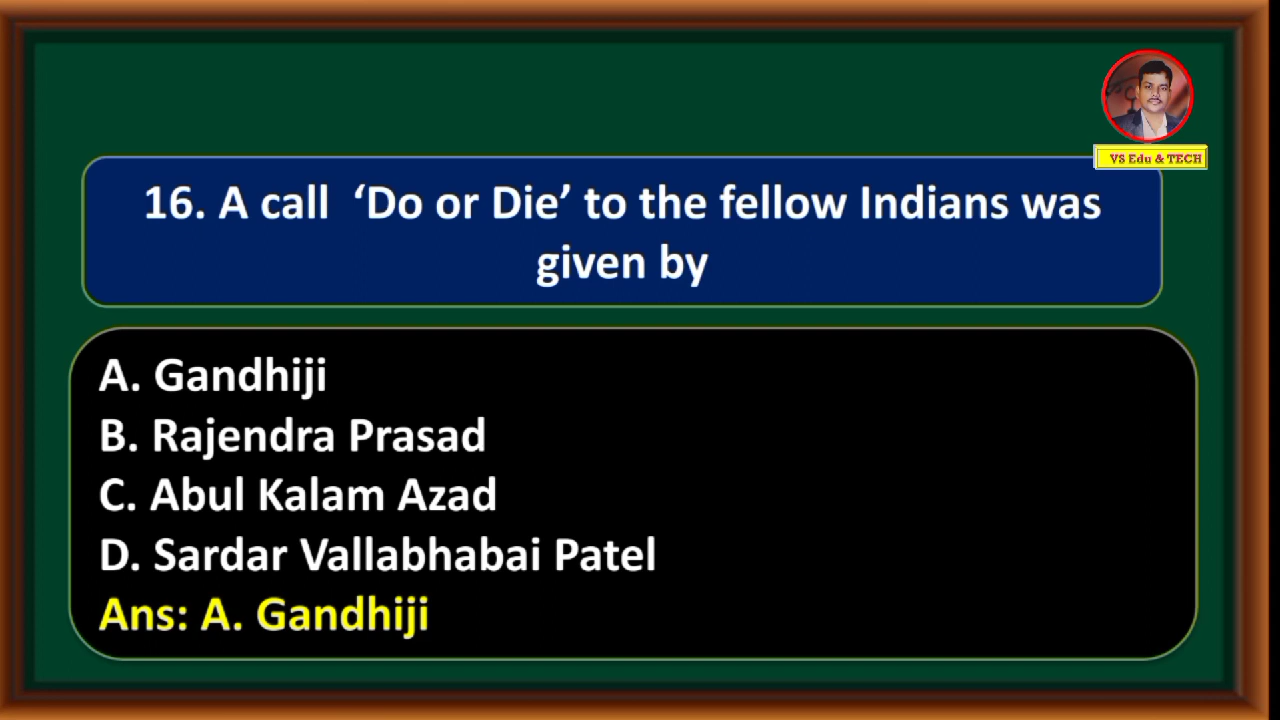 VS Edu & TECH
16. A call ‘Do or Die’ to the fellow Indians was
given by
A. Gandhiji
B. Rajendra Prasad
C. Abul Kalam Azad
D. Sardar Vallabhabai Patel
Ans: A. Gandhiji